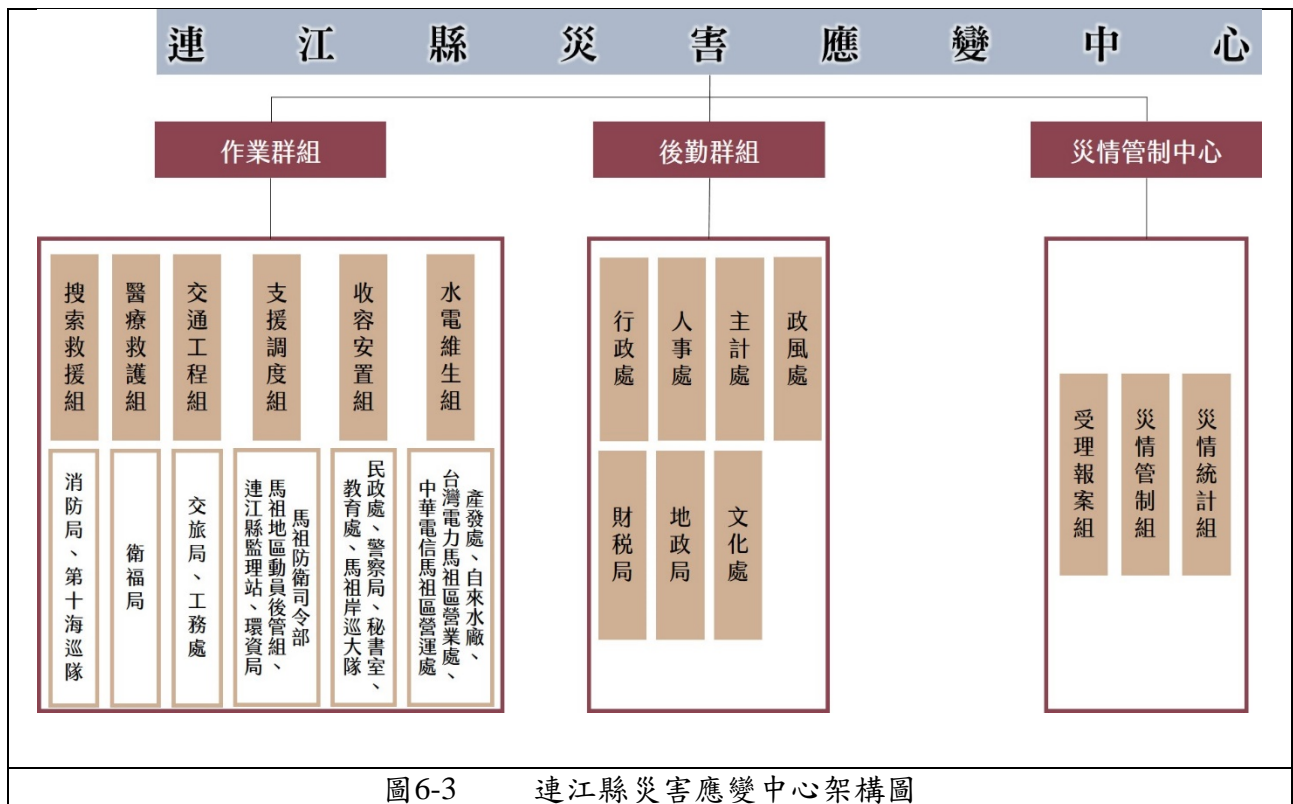 連江縣災害應變中心
作業群組
後勤群組
災情管制中心
搜索救援組
醫療救護組
交通工程組
支援調度組
收容安置組
水電維生組
消防局、第十海巡隊
衛福局
交旅局、工務處
馬祖防衛司令部
馬祖地區動員後管組、
連江縣監理站、環資局
民政處、警察局、秘書室、
教育處、馬祖岸巡大隊
產發處、自來水廠、
台灣電力馬祖區營業處、
中華電信馬祖區營運處
行政處
人事處
主計處
政風處
財稅局
地政局
文化處
受理報案組
災情管制組
災情統計組
圖6-3 連江縣災害應變中心架構圖